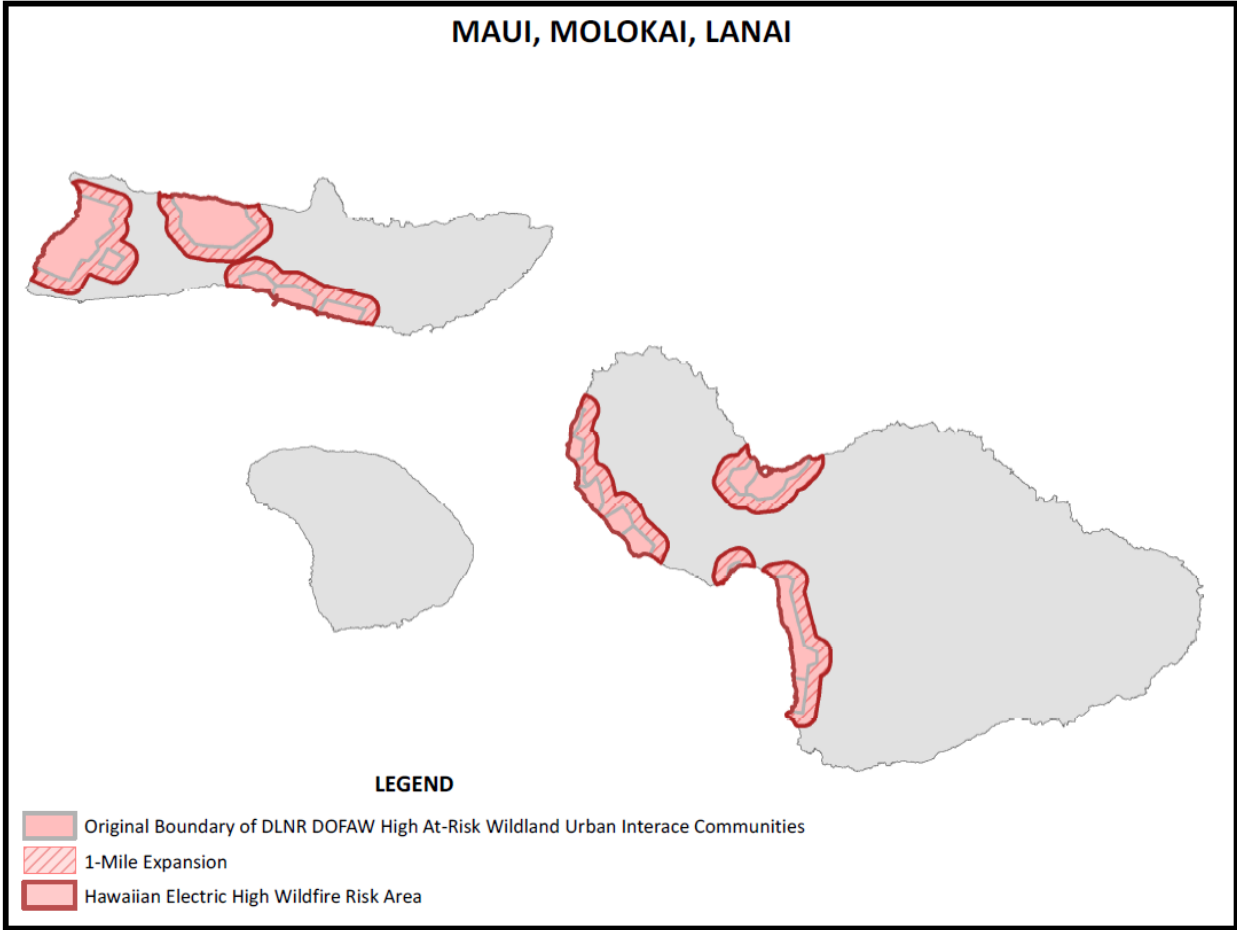 MAUI, MOLOKAI, LANAI
LEGEND
Original Boundary of DLNR DOFAW High At-Risk Wildland Urban Interace Communities
1-Mile Expansion
Hawaiian Electric High Wildfire Risk Area